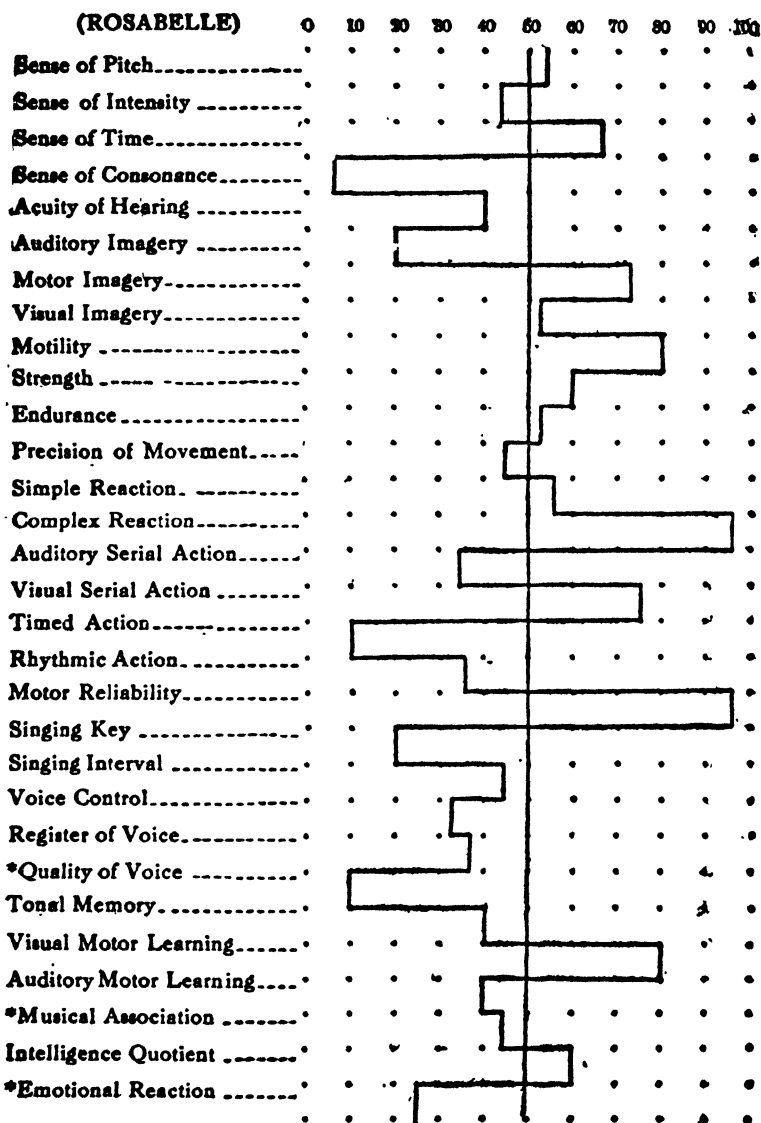 (ROSABELLE) 0 10 20 30 40 50 60 70 80 90 100
Sense of Pitch
Sense of Intensity
Sense of Time
Sense of Consonance
Acuity of Hearing
Auditory Imagery
Motor Imagery
Visual Imagery
Motility
Strength
Endurance
Precision of Movement
Simple Reaction
Complex Reaction
Auditory Serial Action
Visual Serial Action
Timed Action
Rhythmic Action
Motor Reliability
Singing Key
Singing Interval
Voice Control
Register of Voice
*Quality of Voice
Tonal Memory
Visual Motor Learning
Auditory Motor Learning
*Musical Association
Intelligence Quotient
*Emotional Reaction